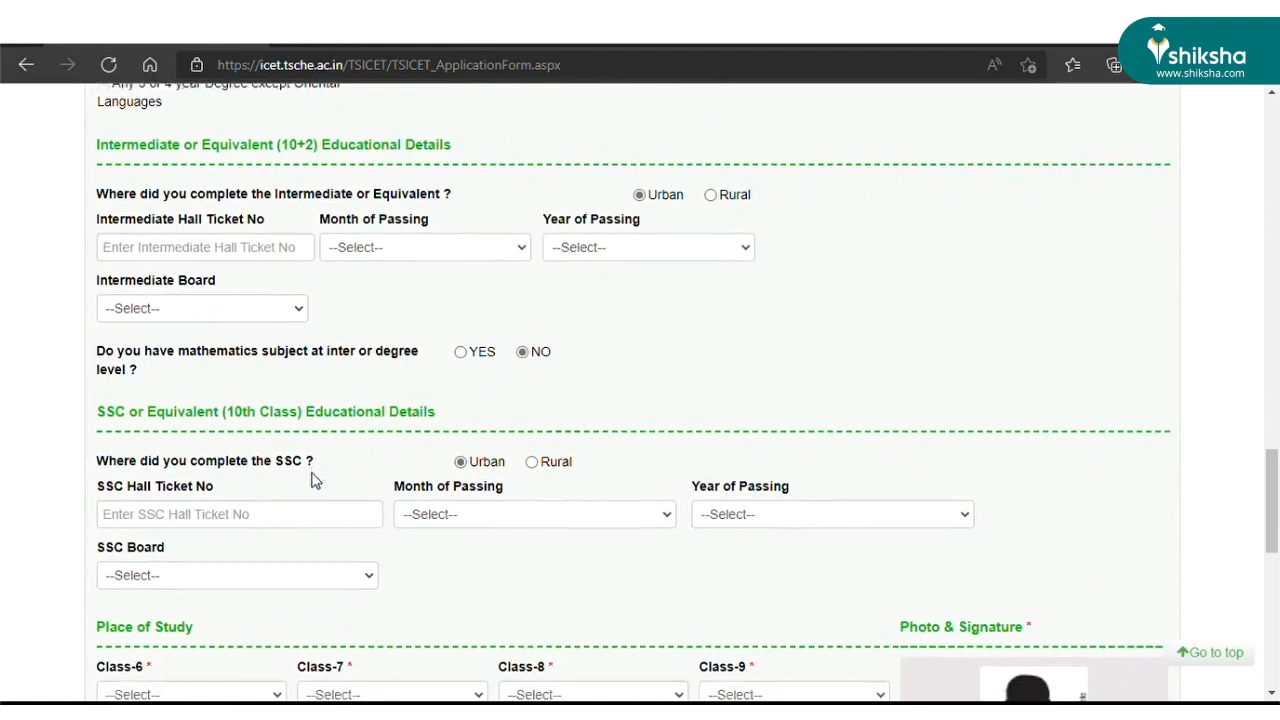 shiksha
www.shiksha.com
https://icet.tsche.ac.in/TSICET/TSICET_ApplicationForm.aspx
Any 3 or 4 year Degree except Oriental
Languages
Intermediate or Equivalent (10+2) Educational Details
Where did you complete the Intermediate or Equivalent ? Urban Rural
Intermediate Hall Ticket No Month of Passing Year of Passing
Enter Intermediate Hall Ticket No --Select-- --Select--
Intermediate Board
--Select--
Do you have mathematics subject at inter or degree YES NO
level ?
SSC or Equivalent (10th Class) Educational Details
Where did you complete the SSC ? Urban Rural
SSC Hall Ticket No Month of Passing Year of Passing
Enter SSC Hall Ticket No --Select-- --Select--
SSC Board
--Select--
Place of Study Photo & Signature *
Go to top
Class-6 * Class-7 * Class-8 * Class-9 *
--Select-- --Select-- --Select-- --Select--